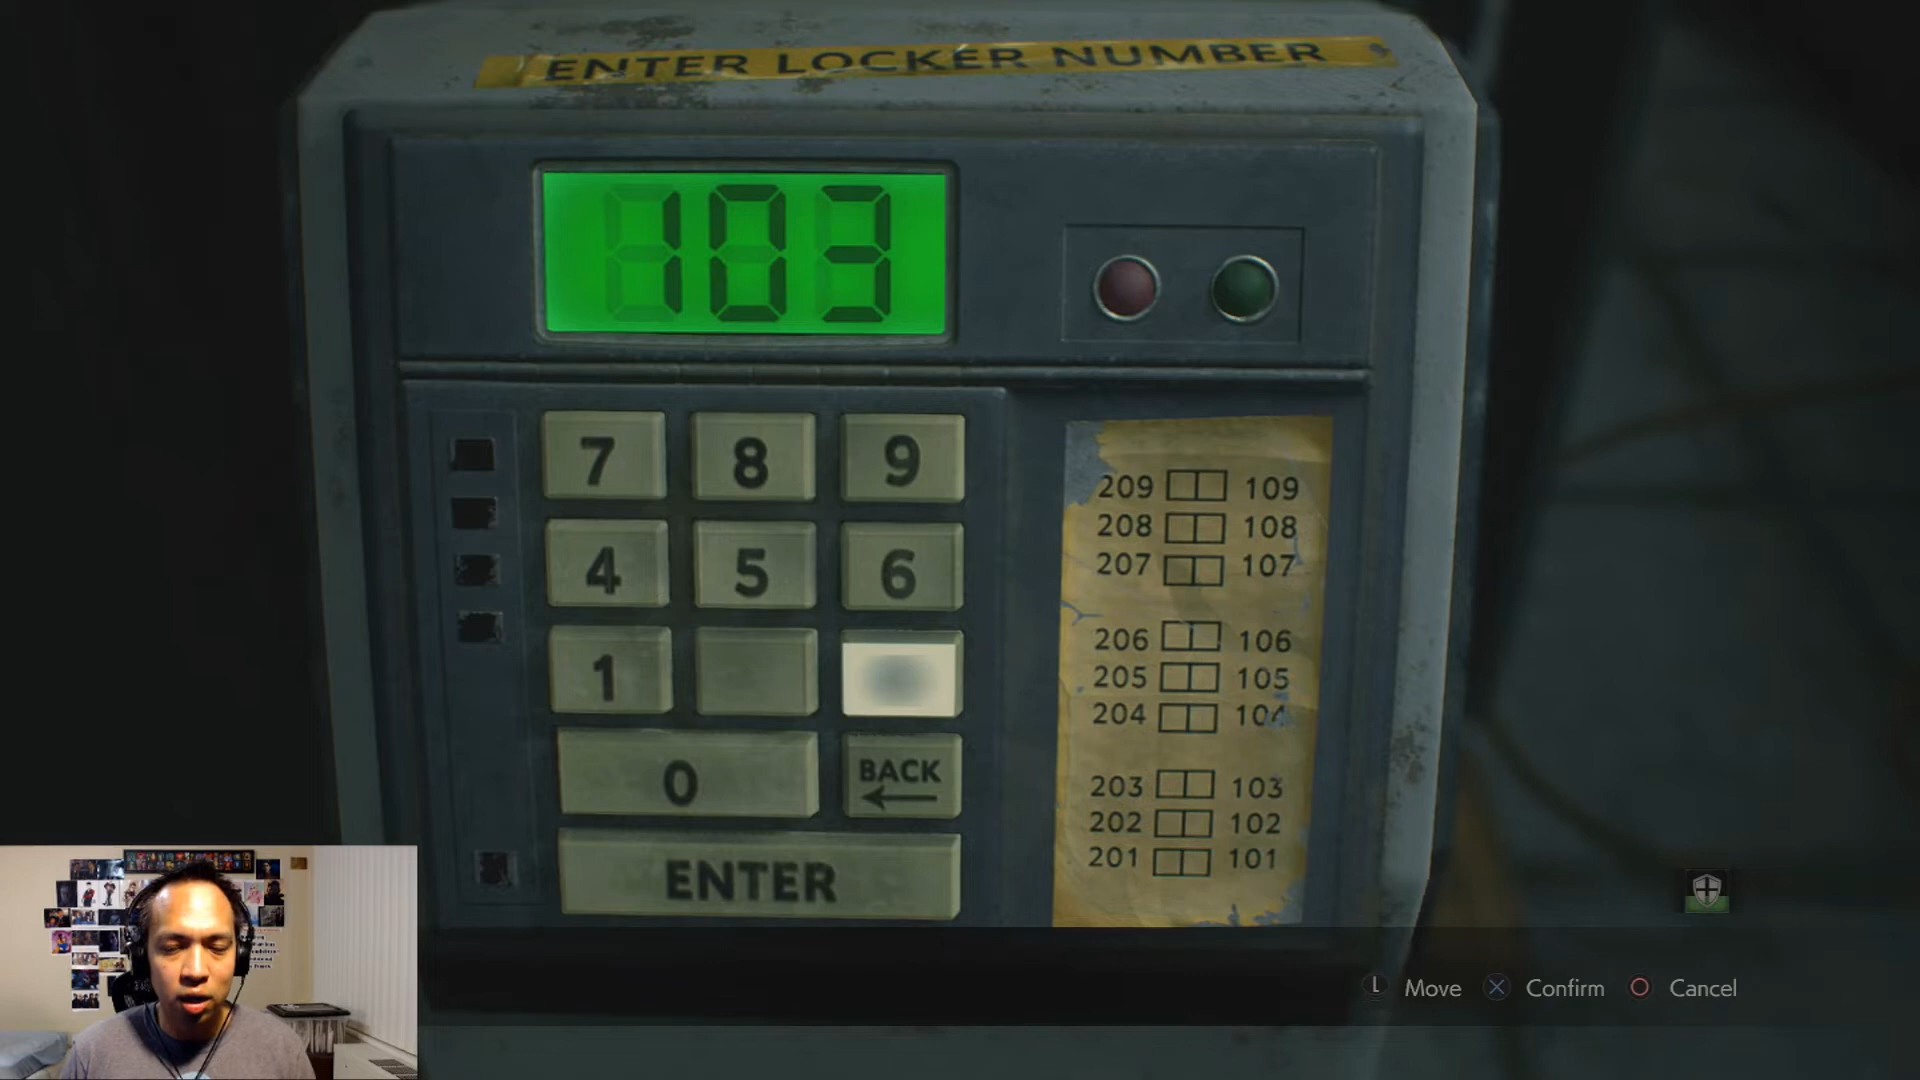 ENTER LOCKER NUMBER
103
7 8 9
4 5 6
1
0 BACK
ENTER
209 109
208 108
207 107
206 106
205 105
204 104
203 103
202 102
201 101
L Move Confirm Cancel